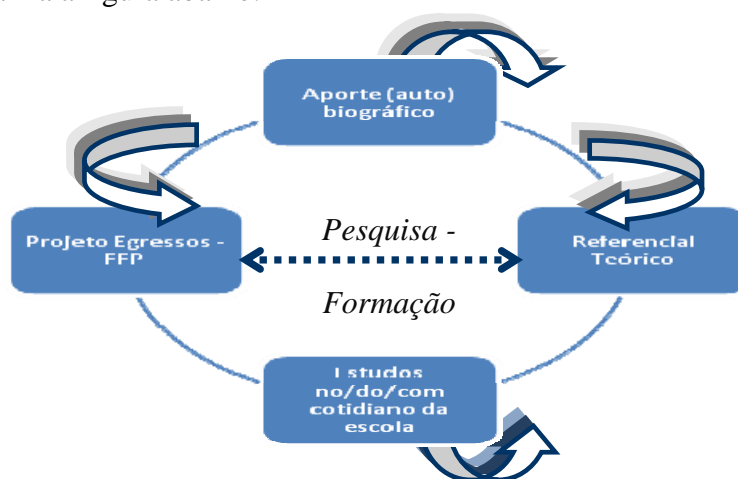 Aporte (auto)
biográfico
Projeto Egressos -
FFP
Pesquisa -
Formação
Referencial
Teórico
Estudos
no/do/com
cotidiano da
escola